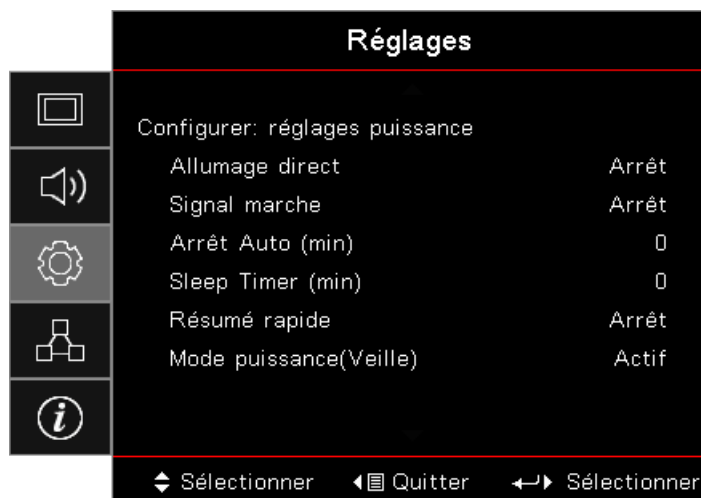 Réglages
Configurer: réglages puissance
Allumage direct Arrêt
Signal marche Arrêt
Arrêt Auto (min) 0
Sleep Timer (min) 0
Résumé rapide Arrêt
Mode puissance(Veille) Actif
Sélectionner Quitter Sélectionner